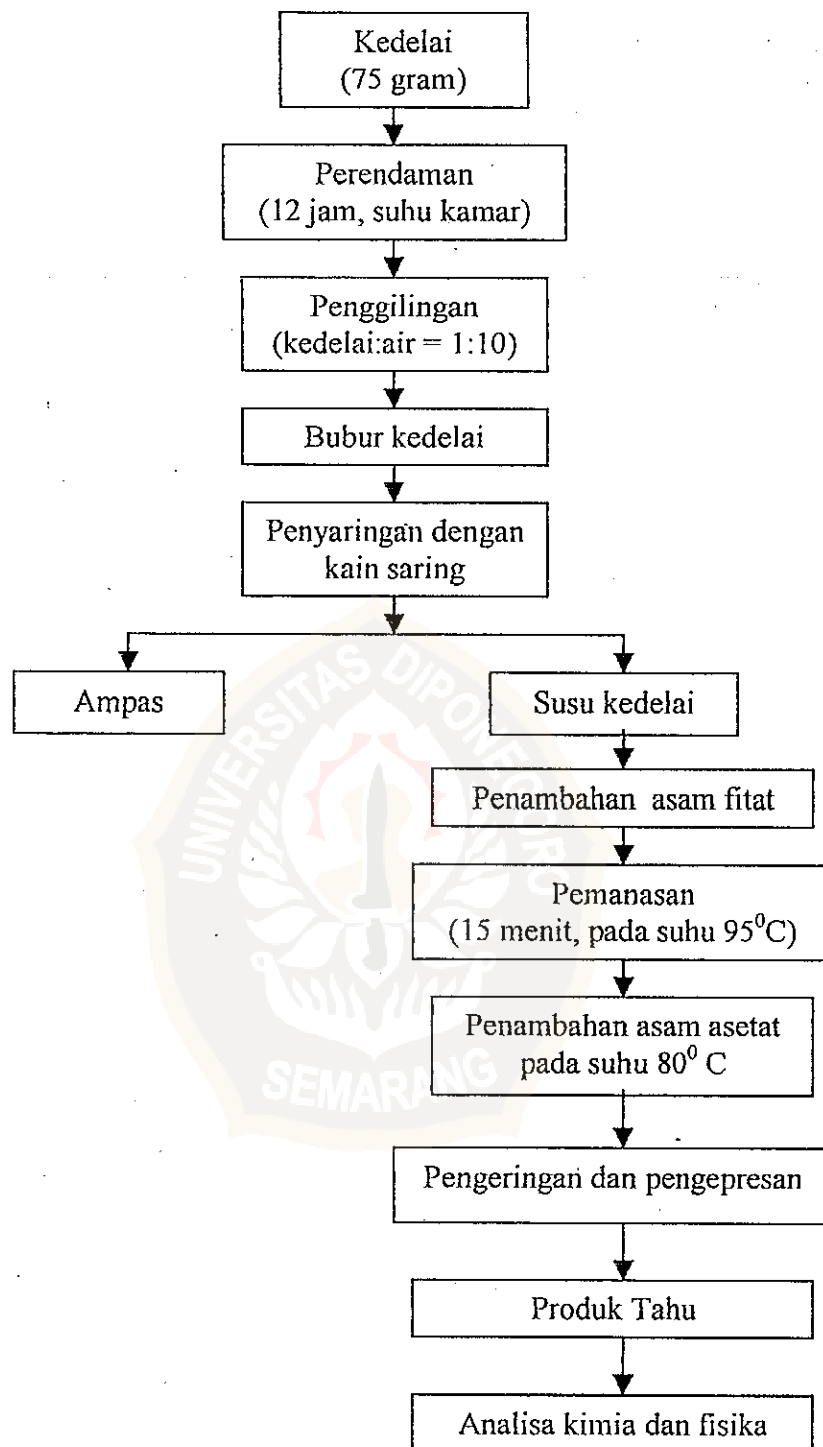 Kedelai
(75 gram)
Perendaman
(12 jam, suhu kamar)
Penggilingan
(kedelai:air = 1:10)
Bubur kedelai
Penyaringan dengan
kain saring
Ampas
Susu kedelai
Penambahan asam fitat
Pemanasan
(15 menit, pada suhu 95⁰C)
Penambahan asam asetat
pada suhu 80⁰ C
Pengeringan dan pengepresan
Produk Tahu
Analisa kimia dan fisika
UNIVERSITAS DIPONEGORO
SEMARANG